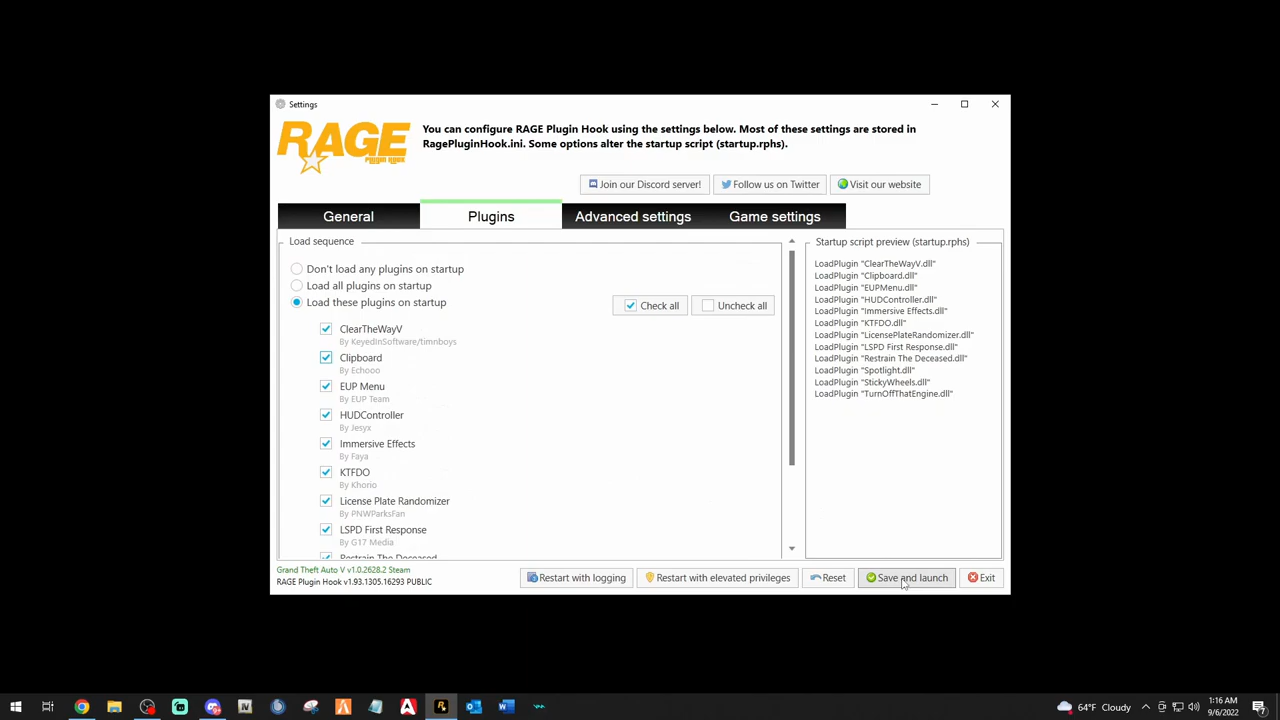 Settings
RAGE
PLUGIN HOOK
You can configure RAGE Plugin Hook using the settings below. Most of these settings are stored in
RagePluginHook.ini. Some options alter the startup script (startup.rphs).
Join our Discord server!
Follow us on Twitter
Visit our website
General
Plugins
Advanced settings
Game settings
Load sequence
Don't load any plugins on startup
Load all plugins on startup
Load these plugins on startup
Check all
Uncheck all
ClearTheWayV
By KeyedInSoftware/timnboys
Clipboard
By Echooo
EUP Menu
By EUP Team
HUDController
By Jesyx
Immersive Effects
By Faya
KTFDO
By Khorio
License Plate Randomizer
By PNWParksFan
LSPD First Response
By G17 Media
Restrain The Deceased
Startup script preview (startup.rphs)
LoadPlugin "ClearTheWayV.dll"
LoadPlugin "Clipboard.dll"
LoadPlugin "EUPMenu.dll"
LoadPlugin "HUDController.dll"
LoadPlugin "Immersive Effects.dll"
LoadPlugin "KTFDO.dll"
LoadPlugin "LicensePlateRandomizer.dll"
LoadPlugin "LSPD First Response.dll"
LoadPlugin "Restrain The Deceased.dll"
LoadPlugin "Spotlight.dll"
LoadPlugin "StickyWheels.dll"
LoadPlugin "TurnOffThatEngine.dll"
Grand Theft Auto V v1.0.2628.2 Steam
RAGE Plugin Hook v1.93.1305.16293 PUBLIC
Restart with logging
Restart with elevated privileges
Reset
Save and launch
Exit
64°F Cloudy
1:16 AM
9/6/2022